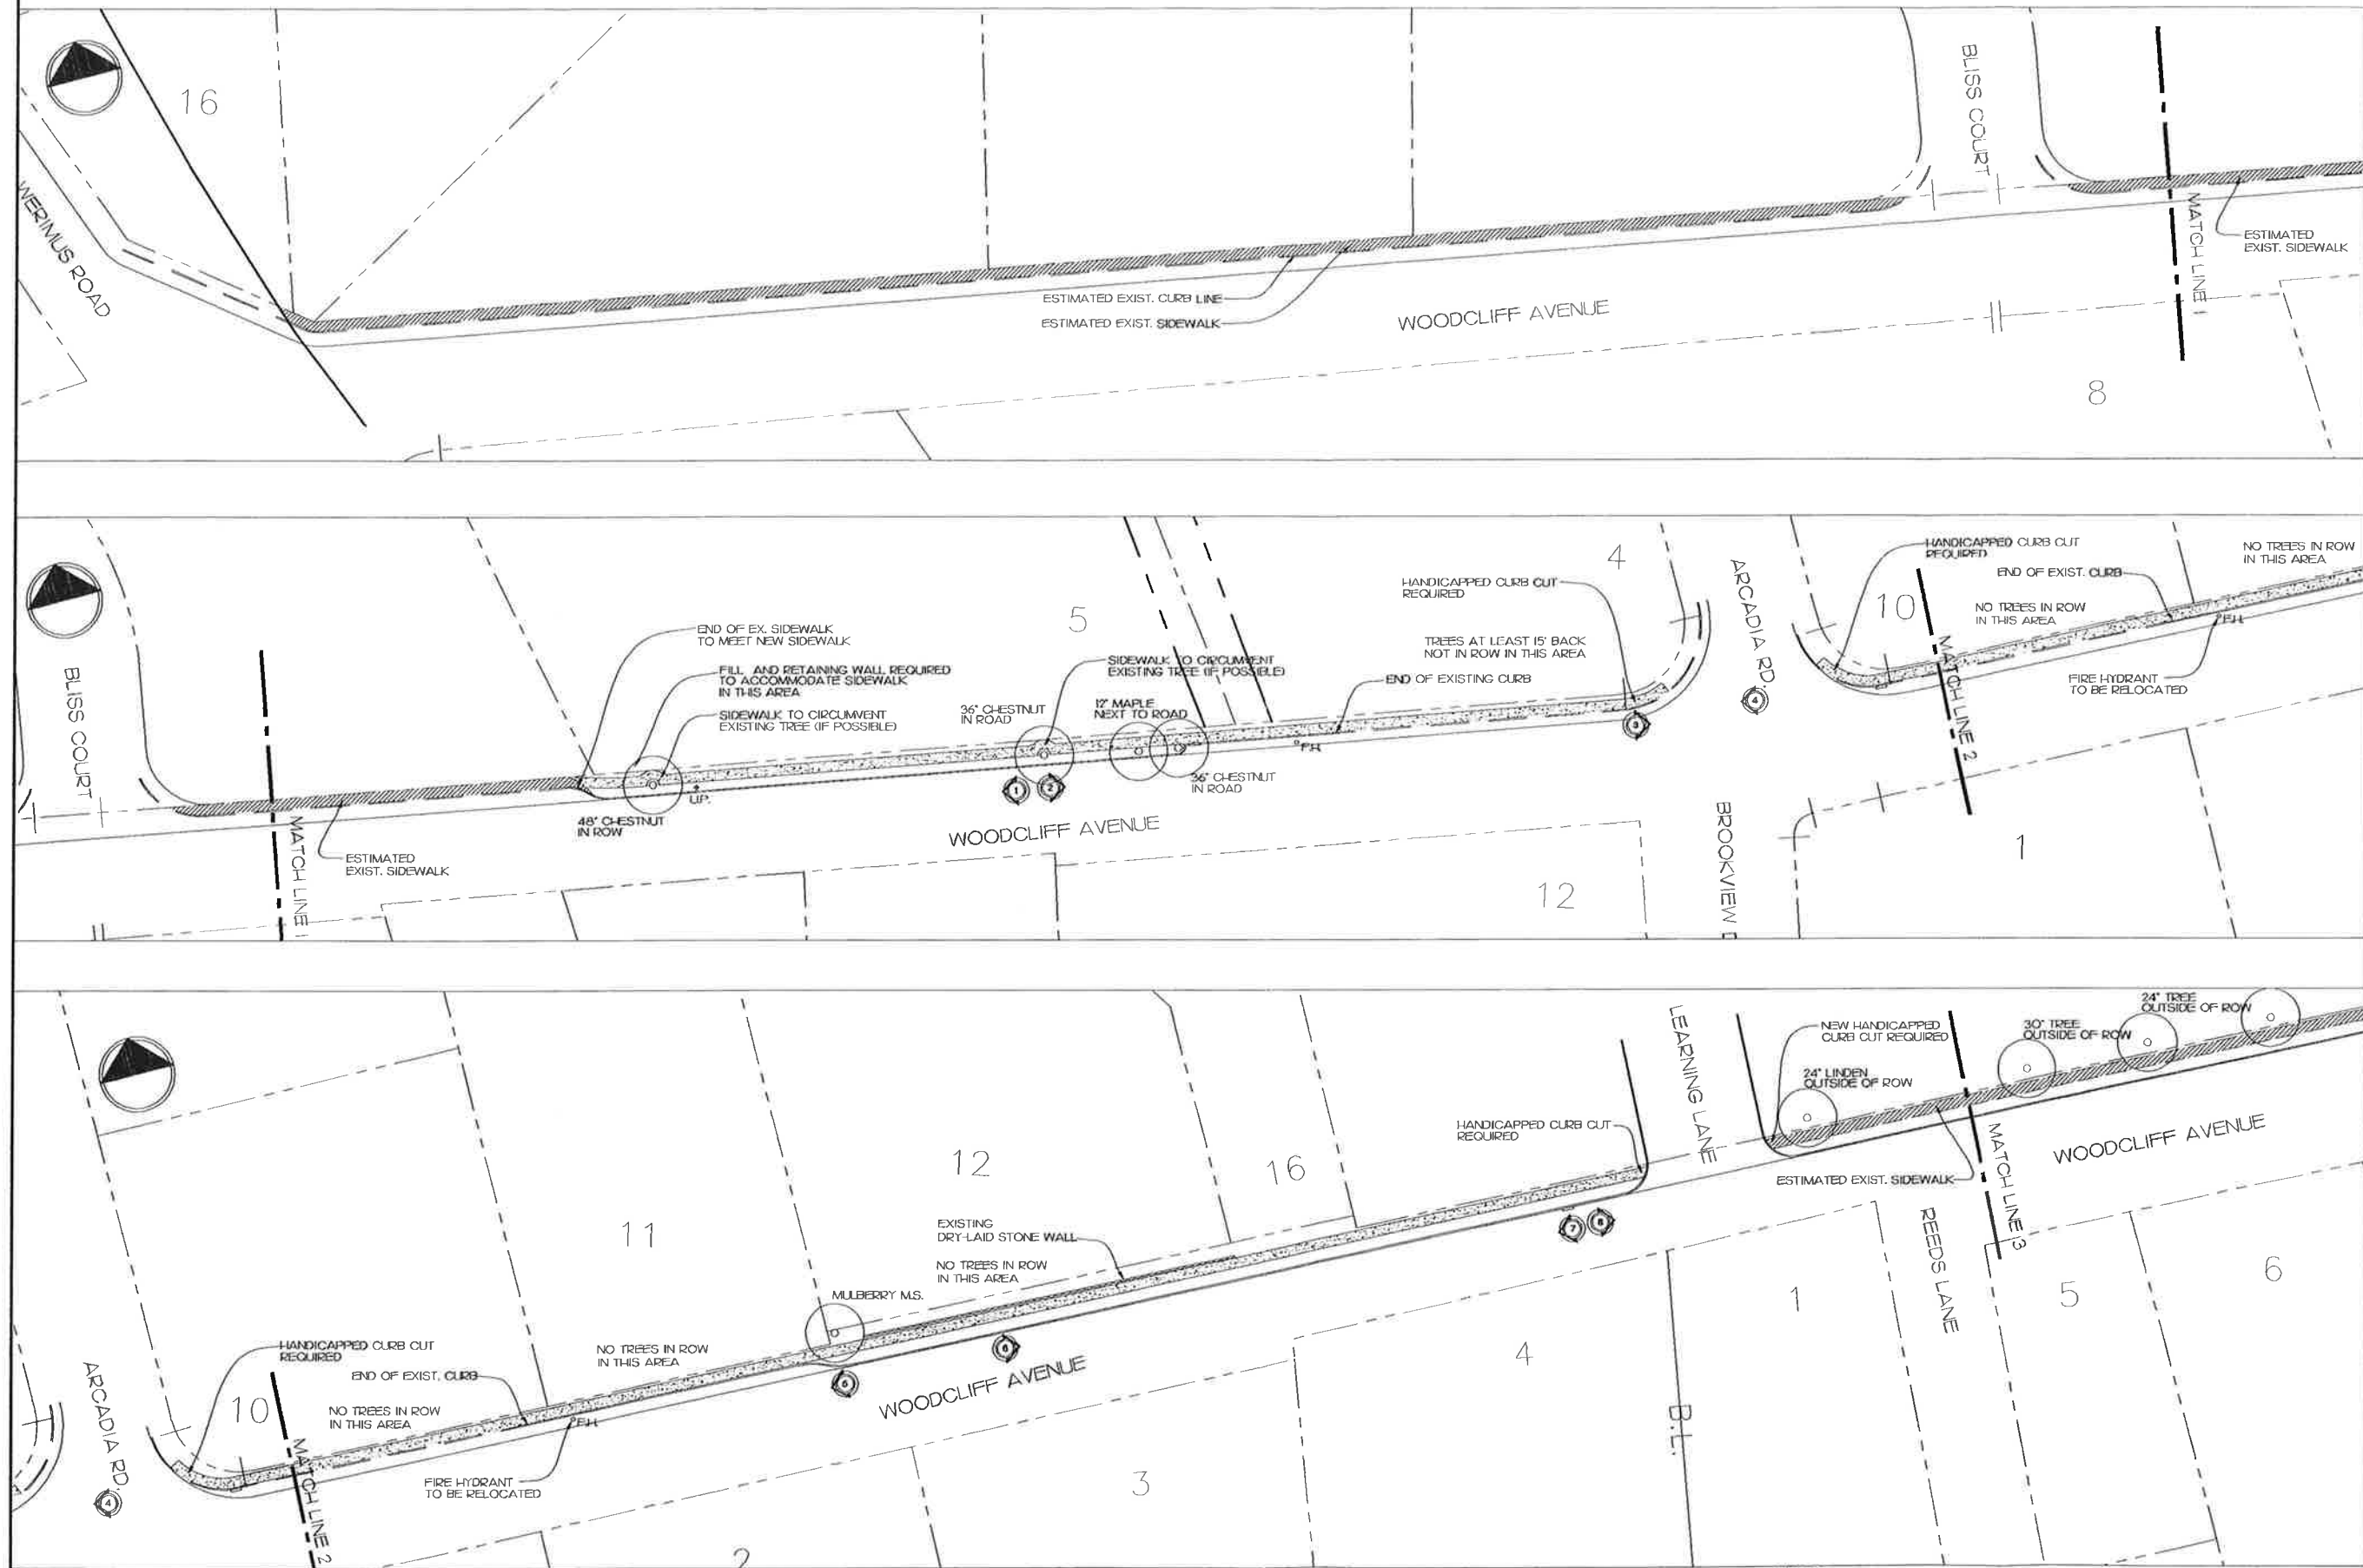 16
WERIMUS ROAD
BLISS COURT
MATCH LINE 1
ESTIMATED
EXIST. SIDEWALK
ESTIMATED EXIST. CURB LINE
ESTIMATED EXIST. SIDEWALK
WOODCLIFF AVENUE
8
BLISS COURT
MATCH LINE 1
ESTIMATED
EXIST. SIDEWALK
END OF EX. SIDEWALK
TO MEET NEW SIDEWALK
FILL AND RETAINING WALL REQUIRED
TO ACCOMMODATE SIDEWALK
IN THIS AREA
SIDEWALK TO CIRCUMVENT
EXISTING TREE (IF POSSIBLE)
48" CHESTNUT
IN ROW
U.P.
5
36" CHESTNUT
IN ROAD
SIDEWALK TO CIRCUMVENT
EXISTING TREE (IF POSSIBLE)
12" MAPLE
NEXT TO ROAD
36" CHESTNUT
IN ROAD
1
2
F.H.
WOODCLIFF AVENUE
END OF EXISTING CURB
HANDICAPPED CURB CUT
REQUIRED
TREES AT LEAST 15' BACK
NOT IN ROW IN THIS AREA
4
3
ARCADIA RD.
4
12
BROOKVIEW D
HANDICAPPED CURB CUT
REQUIRED
10
END OF EXIST. CURB
NO TREES IN ROW
IN THIS AREA
NO TREES IN ROW
IN THIS AREA
F.H.
FIRE HYDRANT
TO BE RELOCATED
MATCH LINE 2
1
ARCADIA RD.
4
HANDICAPPED CURB CUT
REQUIRED
10
END OF EXIST. CURB
NO TREES IN ROW
IN THIS AREA
MATCH LINE 2
FIRE HYDRANT
TO BE RELOCATED
F.H.
11
NO TREES IN ROW
IN THIS AREA
MULBERRY M.S.
5
12
EXISTING
DRY-LAID STONE WALL
NO TREES IN ROW
IN THIS AREA
6
WOODCLIFF AVENUE
16
2
3
4
HANDICAPPED CURB CUT
REQUIRED
7
8
LEARNING LANE
NEW HANDICAPPED
CURB CUT REQUIRED
24" LINDEN
OUTSIDE OF ROW
30" TREE
OUTSIDE OF ROW
24" TREE
OUTSIDE OF ROW
ESTIMATED EXIST. SIDEWALK
MATCH LINE 3
WOODCLIFF AVENUE
B.L.
1
REEDS LANE
5
6